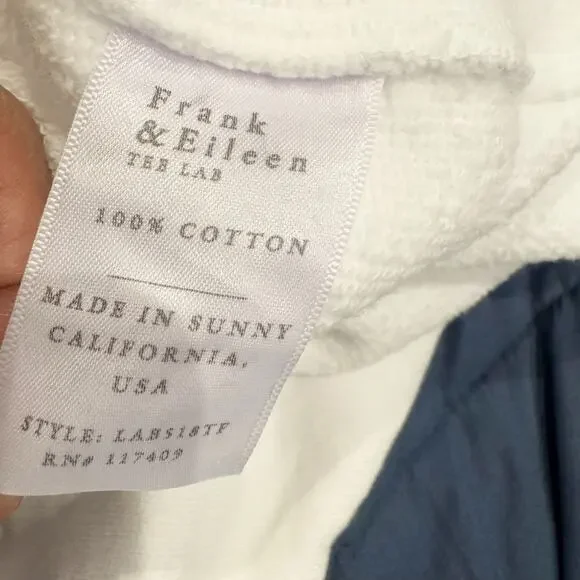 Frank
& Eileen
TEE LAB
100% COTTON
MADE IN SUNNY
CALIFORNIA,
USA
STYLE: LAB518TF
RN# 117409